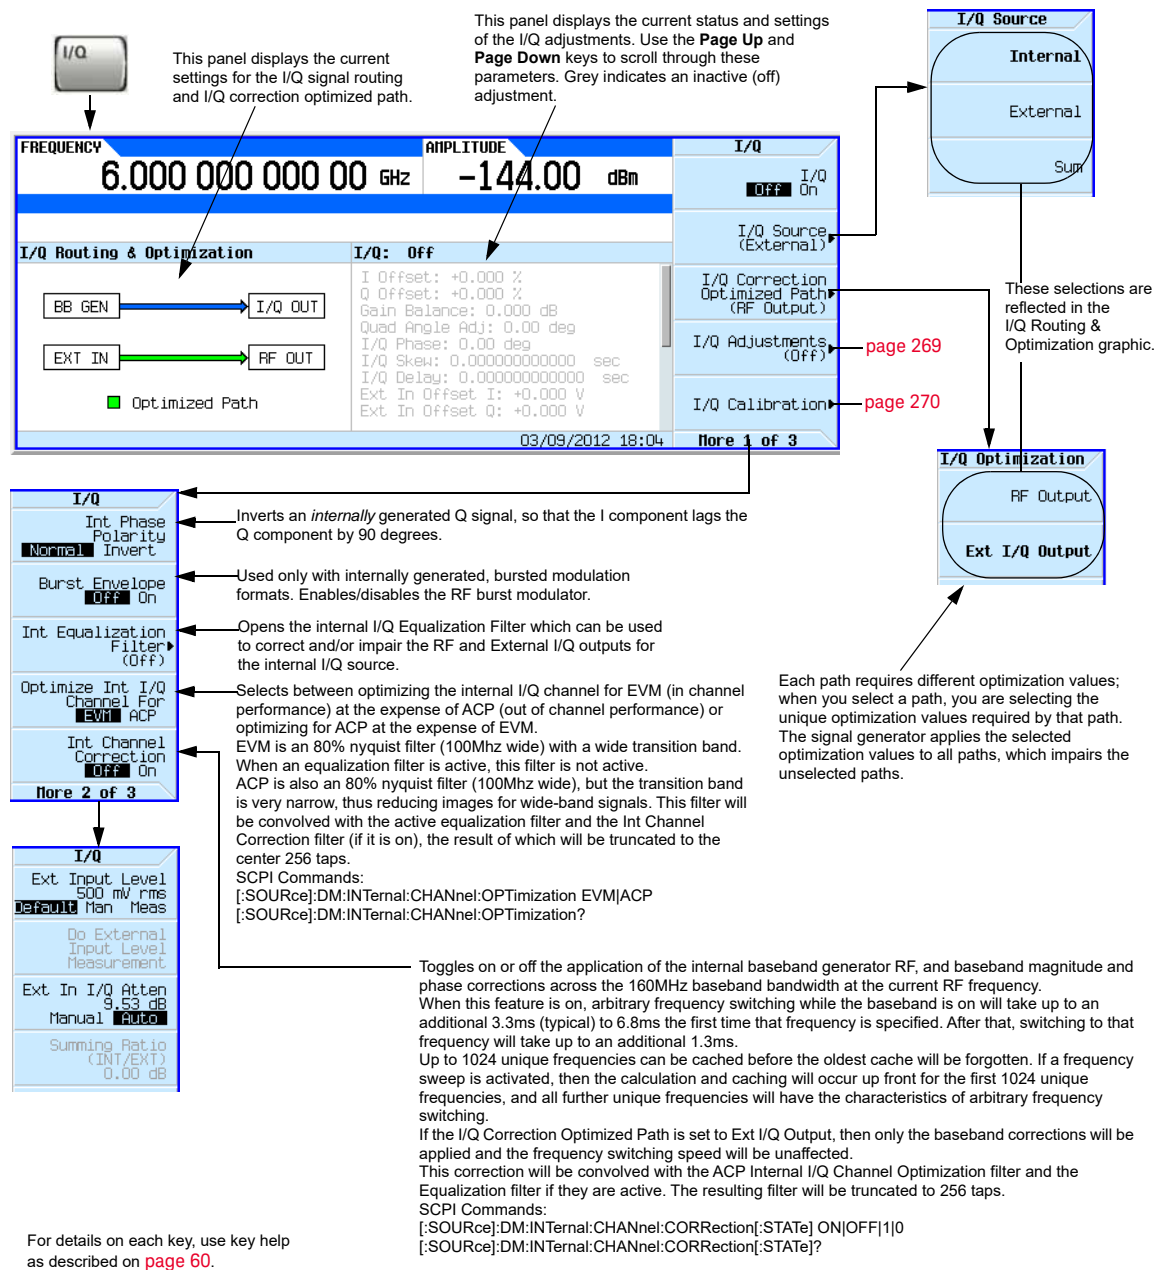 I/Q
This panel displays the current
settings for the I/Q signal routing
and I/Q correction optimized path.
This panel displays the current status and settings
of the I/Q adjustments. Use the Page Up and
Page Down keys to scroll through these
parameters. Grey indicates an inactive (off)
adjustment.
I/Q Source
Internal
External
Sum
FREQUENCY
6.000 000 000 00 GHz
AMPLITUDE
-144.00 dBm
I/Q Routing & Optimization
BB GEN
I/Q OUT
EXT IN
RF OUT
Optimized Path
I/Q: Off
I Offset: +0.000 %
Q Offset: +0.000 %
Gain Balance: 0.000 dB
Quad Angle Adj: 0.00 deg
I/Q Phase: 0.00 deg
I/Q Skew: 0.000000000000 sec
I/Q Delay: 0.000000000000 sec
Ext In Offset I: +0.000 V
Ext In Offset Q: +0.000 V
03/09/2012 18:04
I/Q
I/Q
Off On
I/Q Source
(External)
I/Q Correction
Optimized Path
(RF Output)
I/Q Adjustments
(Off)
I/Q Calibration
More 1 of 3
page 269
page 270
These selections are
reflected in the
I/Q Routing &
Optimization graphic.
I/Q Optimization
RF Output
Ext I/Q Output
Each path requires different optimization values;
when you select a path, you are selecting the
unique optimization values required by that path.
The signal generator applies the selected
optimization values to all paths, which impairs the
unselected paths.
I/Q
Int Phase
Polarity
Normal Invert
Burst Envelope
Off On
Int Equalization
Filter
(Off)
Optimize Int I/Q
Channel For
EVM ACP
Int Channel
Correction
Off On
More 2 of 3
Inverts an internally generated Q signal, so that the I component lags the
Q component by 90 degrees.
Used only with internally generated, bursted modulation
formats. Enables/disables the RF burst modulator.
Opens the internal I/Q Equalization Filter which can be used
to correct and/or impair the RF and External I/Q outputs for
the internal I/Q source.
Selects between optimizing the internal I/Q channel for EVM (in channel
performance) at the expense of ACP (out of channel performance) or
optimizing for ACP at the expense of EVM.
EVM is an 80% nyquist filter (100Mhz wide) with a wide transition band.
When an equalization filter is active, this filter is not active.
ACP is also an 80% nyquist filter (100Mhz wide), but the transition band
is very narrow, thus reducing images for wide-band signals. This filter will
be convolved with the active equalization filter and the Int Channel
Correction filter (if it is on), the result of which will be truncated to the
center 256 taps.
SCPI Commands:
[:SOURce]:DM:INTernal:CHANnel:OPTimization EVM|ACP
[:SOURce]:DM:INTernal:CHANnel:OPTimization?
I/Q
Ext Input Level
500 mV rms
Default Man Meas
Do External
Input Level
Measurement
Ext In I/Q Atten
9.53 dB
Manual Auto
Summing Ratio
(INT/EXT)
0.00 dB
Toggles on or off the application of the internal baseband generator RF, and baseband magnitude and
phase corrections across the 160MHz baseband bandwidth at the current RF frequency.
When this feature is on, arbitrary frequency switching while the baseband is on will take up to an
additional 3.3ms (typical) to 6.8ms the first time that frequency is specified. After that, switching to that
frequency will take up to an additional 1.3ms.
Up to 1024 unique frequencies can be cached before the oldest cache will be forgotten. If a frequency
sweep is activated, then the calculation and caching will occur up front for the first 1024 unique
frequencies, and all further unique frequencies will have the characteristics of arbitrary frequency
switching.
If the I/Q Correction Optimized Path is set to Ext I/Q Output, then only the baseband corrections will be
applied and the frequency switching speed will be unaffected.
This correction will be convolved with the ACP Internal I/Q Channel Optimization filter and the
Equalization filter if they are active. The resulting filter will be truncated to 256 taps.
SCPI Commands:
[:SOURce]:DM:INTernal:CHANnel:CORRection[:STATe] ON|OFF|1|0
[:SOURce]:DM:INTernal:CHANnel:CORRection[:STATe]?
For details on each key, use key help
as described on page 60.